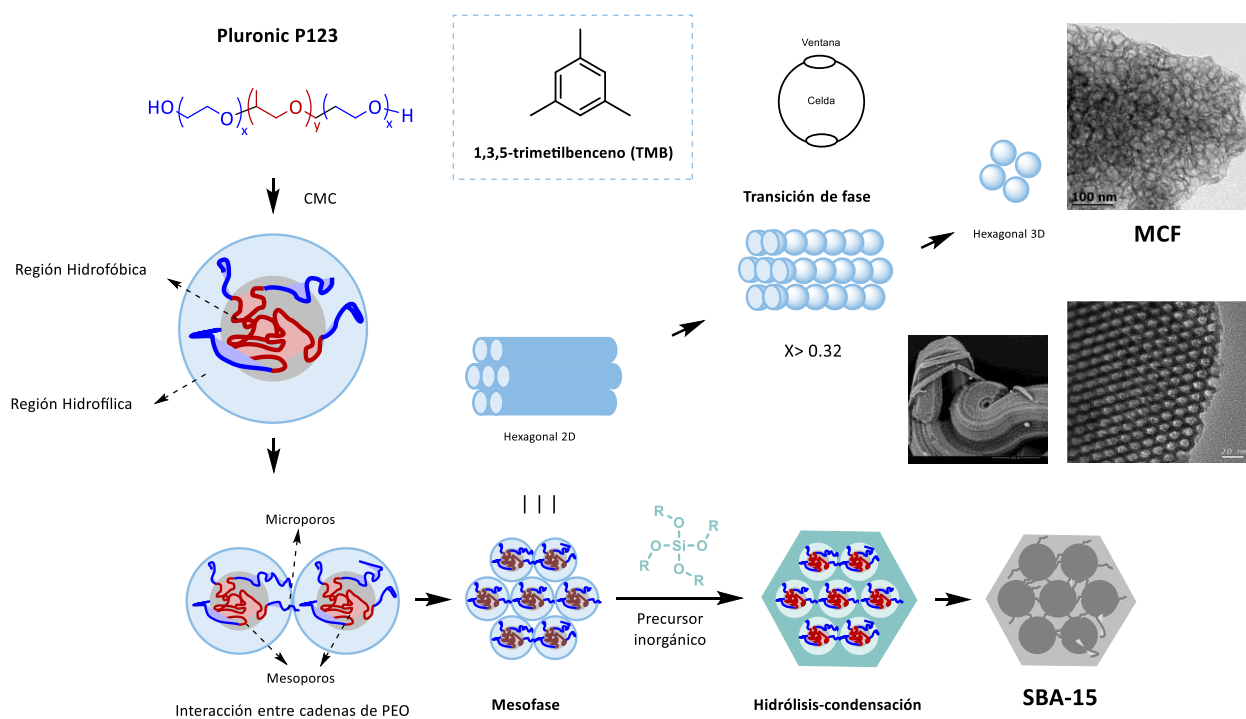 Pluronic P123
HO
O
x
O
y
O
x
H
1,3,5-trimetilbenceno (TMB)
Ventana
Celda
CMC
Transición de fase
Hexagonal 3D
100 nm
MCF
Región Hidrofóbica
Región Hidrofílica
X> 0.32
Hexagonal 2D
20 nm
Microporos
Mesoporos
Interacción entre cadenas de PEO
Mesofase
R
O
R
O
Si
O
R
O
R
Precursor
inorgánico
Hidrólisis-condensación
SBA-15